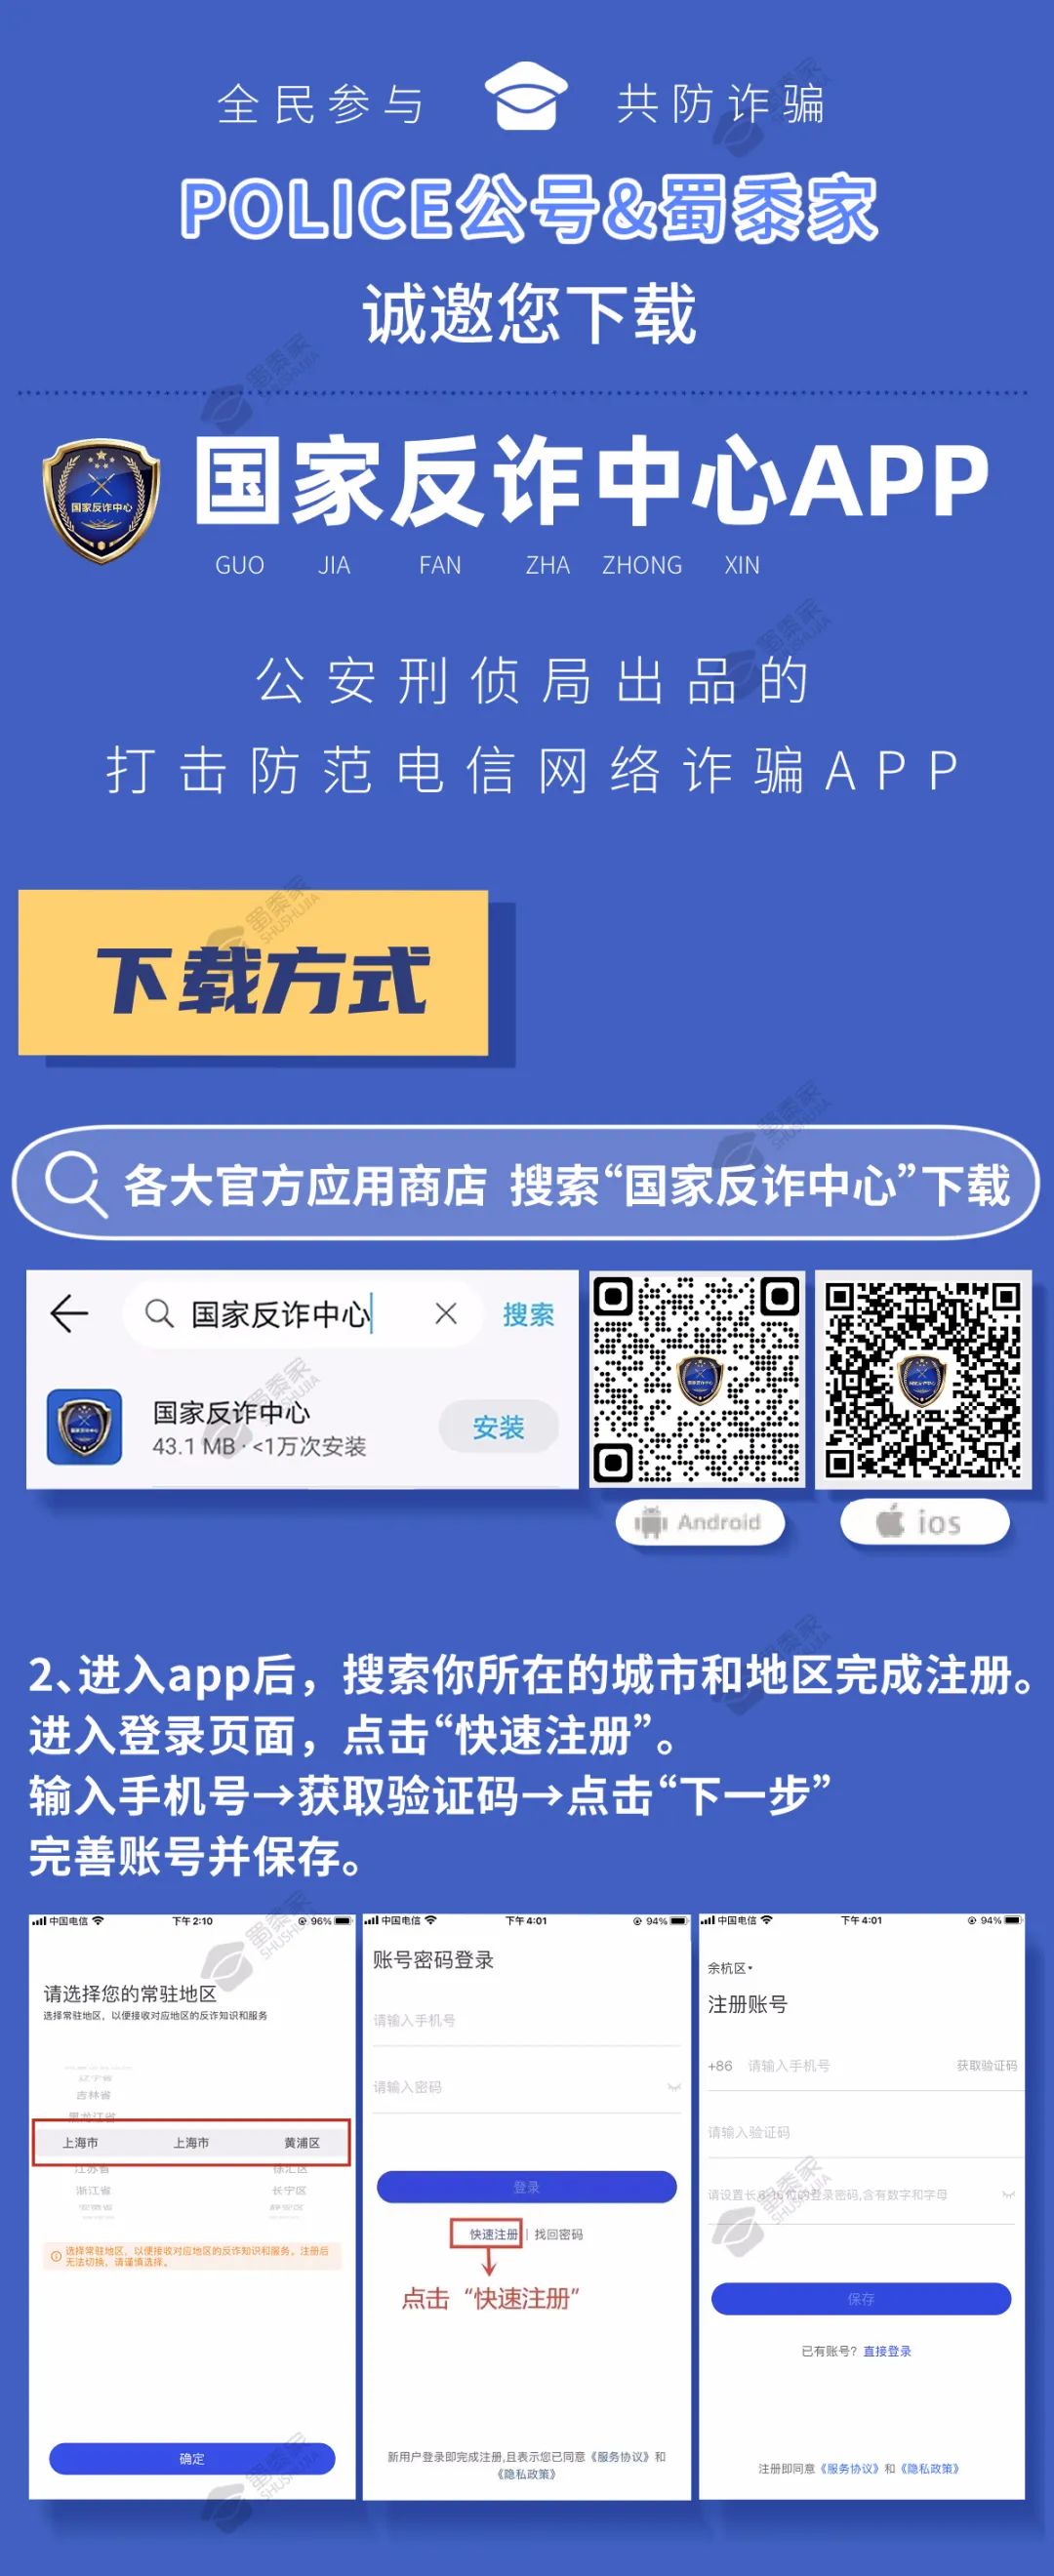 全民参与 共防诈骗
POLICE公号&蜀黍家
诚邀您下载
国家反诈中心
国家反诈中心APP
GUO JIA FAN ZHA ZHONG XIN
公安刑侦局出品的
打击防范电信网络诈骗APP
下载方式
各大官方应用商店 搜索“国家反诈中心”下载
国家反诈中心 搜索
国家反诈中心
43.1 MB · <1万次安装
安装
Android
ios
2、进入app后，搜索你所在的城市和地区完成注册。
进入登录页面，点击“快速注册”。
输入手机号→获取验证码→点击“下一步”
完善账号并保存。
中国电信 下午2:10 96%
请选择您的常驻地区
选择常驻地区，以便接收对应地区的反诈知识和服务
辽宁省
吉林省
黑龙江省
上海市 上海市 黄浦区
江苏省 徐汇区
浙江省 长宁区
安徽省 静安区
选择常驻地区，以便接收对应地区的反诈知识和服务。注册后
无法切换，请谨慎选择。
确定
中国电信 下午4:01 94%
账号密码登录
请输入手机号
请输入密码
登录
快速注册 | 找回密码
点击“快速注册”
新用户登录即完成注册,且表示您已同意《服务协议》和
《隐私政策》
中国电信 下午4:01 94%
余杭区
注册账号
+86 请输入手机号 获取验证码
请输入验证码
请设置长8-16位的登录密码,含有数字和字母
保存
已有账号？直接登录
注册即同意《服务协议》和《隐私政策》
蜀黍家
SHUSHUJIA